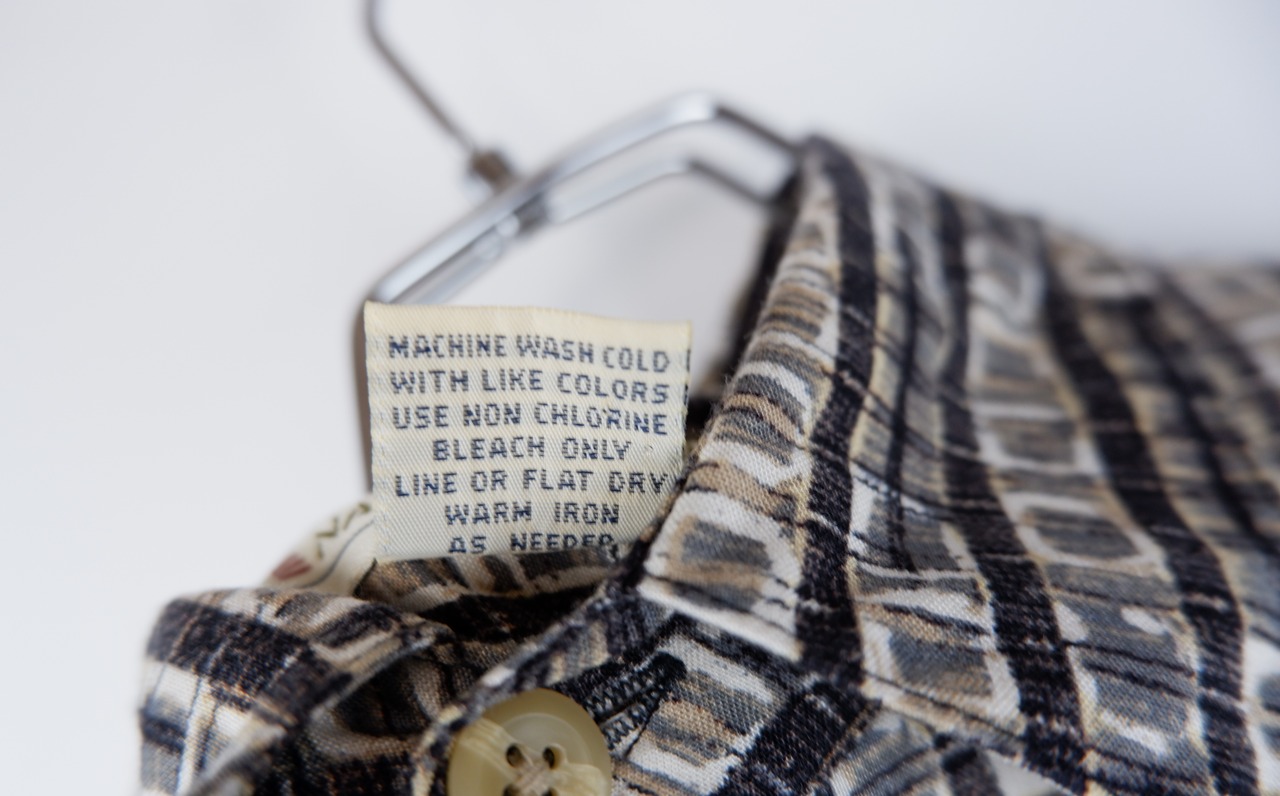 MACHINE WASH COLD
WITH LIKE COLORS
USE NON CHLORINE
BLEACH ONLY
LINE OR FLAT DRY
WARM IRON
AS NEEDED